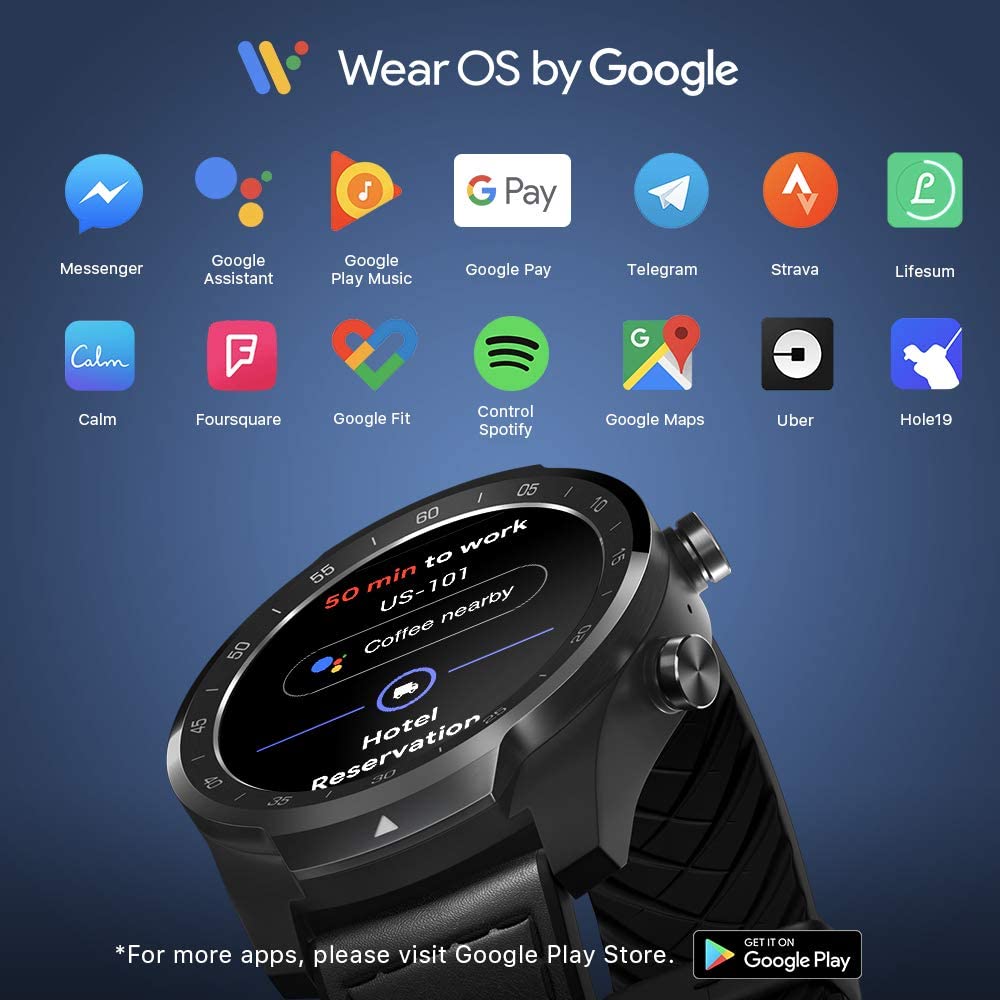 Wear OS by Google
G Pay
L
Messenger
Google
Assistant
Google
Play Music
Google Pay
Telegram
Strava
Lifesum
Calm
G
Calm
Foursquare
Google Fit
Control
Spotify
Google Maps
Uber
Hole19
60
05
10
15
20
25
30
35
40
45
50
55
50 min to work
US-101
Coffee nearby
Hotel
Reservation
*For more apps, please visit Google Play Store.
GET IT ON
Google Play